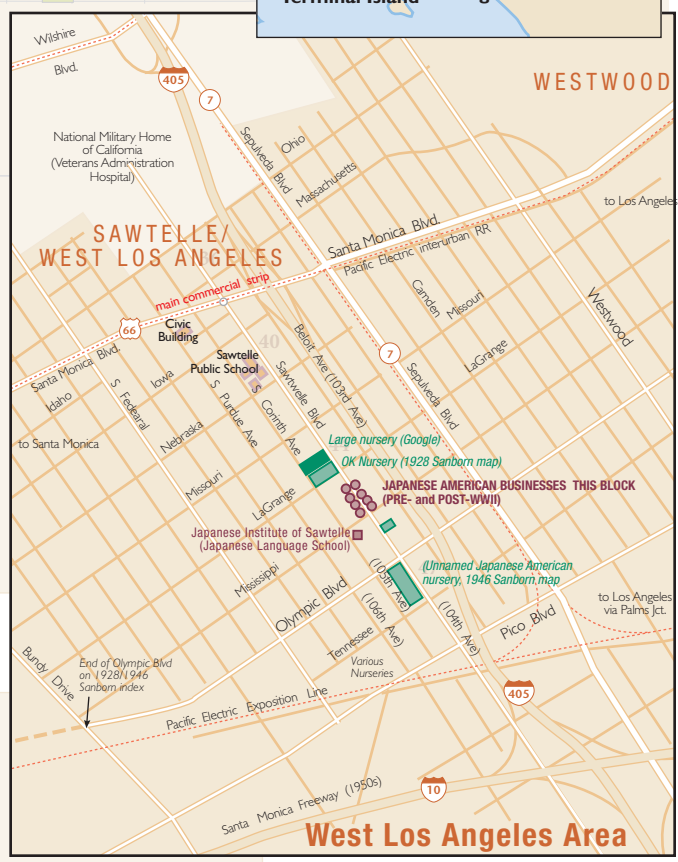 Terminal Island
Wilshire
Blvd.
405
7
WESTWOOD
National Military Home
of California
(Veterans Administration
Hospital)
Sepulveda Blvd
Ohio
Massachusetts
to Los Angeles
SAWTELLE/
WEST LOS ANGELES
Santa Monica Blvd.
Pacific Electric interurban RR
main commercial strip
Camden
Missouri
Westwood
66
Civic
Building
40
Beloit Ave (103rd Ave)
7
Santa Monica Blvd.
Sawtelle
Public School
LaGrange
Idaho
Iowa
S Federal
S Purdue Ave
S Corinth Ave
Sawtwelle Blvd
Sepulveda Blvd
to Santa Monica
Nebraska
Large nursery (Google)
OK Nursery (1928 Sanborn map)
Missouri
LaGrange
JAPANESE AMERICAN BUSINESSES THIS BLOCK
(PRE- and POST-WWII)
Japanese Institute of Sawtelle
(Japanese Language School)
Mississippi
Olympic Blvd
(105th Ave)
(Unnamed Japanese American
nursery, 1946 Sanborn map
(106th Ave)
(104th Ave)
Tennessee
Pico Blvd
to Los Angeles
via Palms Jct.
Various
Nurseries
Bundy Drive
End of Olympic Blvd
on 1928/1946
Sanborn index
405
Pacific Electric Exposition Line
10
Santa Monica Freeway (1950s)
West Los Angeles Area